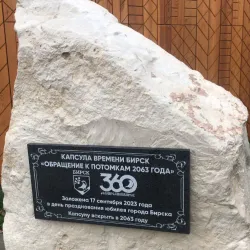 КАПСУЛА ВРЕМЕНИ БИРСК
«ОБРАЩЕНИЕ К ПОТОМКАМ 2063 ГОДА»
БИРСК
360
Заложена 17 сентября 2023 года
в день празднования юбилея города Бирска
Капсулу вскрыть в 2063 году